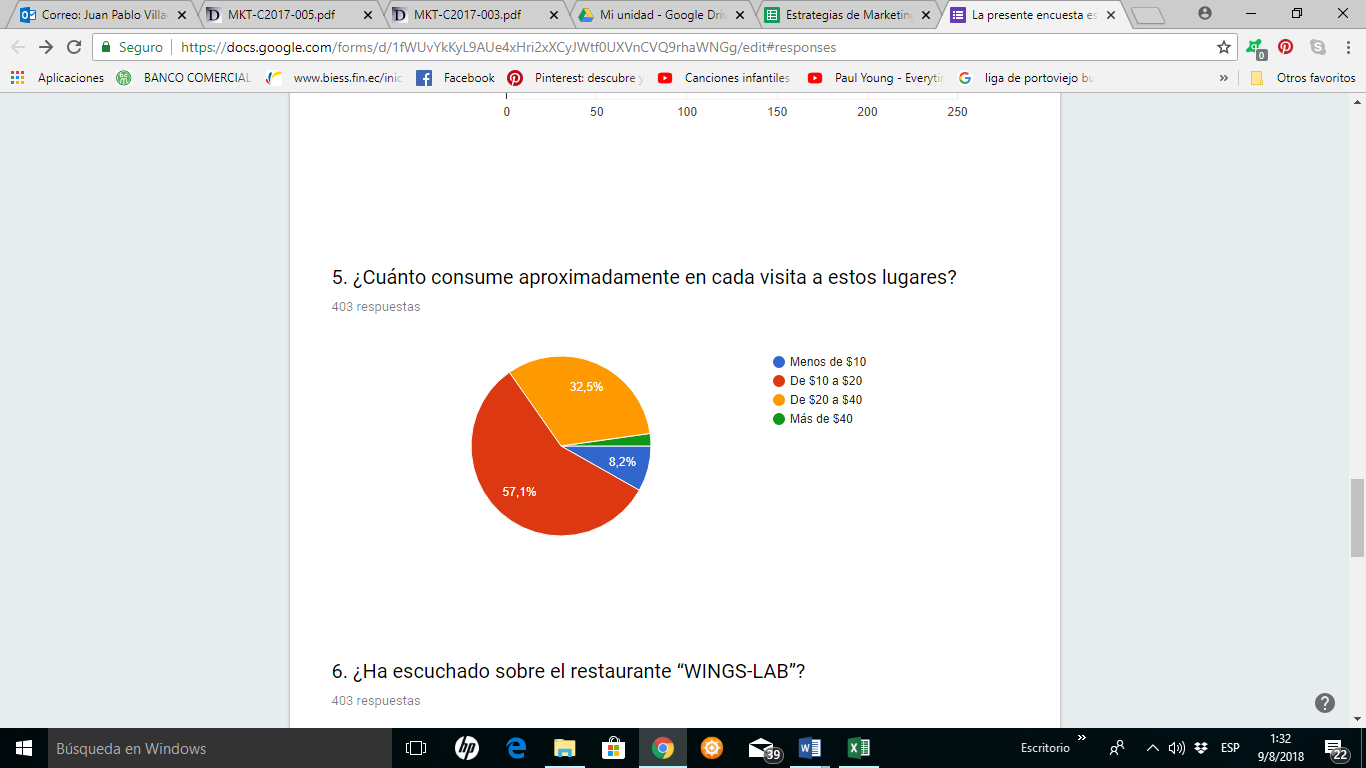 Correo: Juan Pablo Villa
MKT-C2017-005.pdf
MKT-C2017-003.pdf
Mi unidad - Google Driv
Estrategias de Marketing
La presente encuesta es
Seguro
https://docs.google.com/forms/d/1fWUvYkKyL9AUe4xHri2xXCyJWtf0UXVnCVQ9rhaWNGg/edit#responses
0
Aplicaciones
BANCO COMERCIAL
www.biess.fin.ec/inic
Facebook
Pinterest: descubre y
Canciones infantiles
Paul Young - Everytin
liga de portoviejo bu
»
Otros favoritos
0 50 100 150 200 250
5. ¿Cuánto consume aproximadamente en cada visita a estos lugares?
403 respuestas
Menos de $10
De $10 a $20
De $20 a $40
Más de $40
32,5%
8,2%
57,1%
6. ¿Ha escuchado sobre el restaurante “WINGS-LAB”?
403 respuestas
?
Búsqueda en Windows
hp
39
Escritorio
»
ESP
1:32
9/8/2018
22